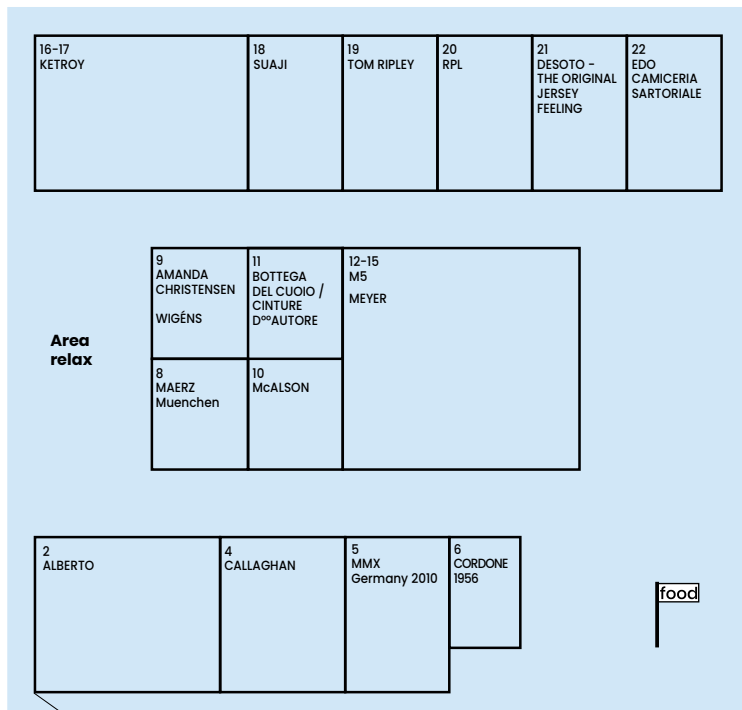 16-17
KETROY
18
SUAJI
19
TOM RIPLEY
20
RPL
21
DESOTO -
THE ORIGINAL
JERSEY
FEELING
22
EDO
CAMICERIA
SARTORIALE
9
AMANDA
CHRISTENSEN
WIGÉNS
11
BOTTEGA
DEL CUOIO /
CINTURE
D°°AUTORE
12-15
M5
MEYER
Area
relax
8
MAERZ
Muenchen
10
McALSON
2
ALBERTO
4
CALLAGHAN
5
MMX
Germany 2010
6
CORDONE
1956
food